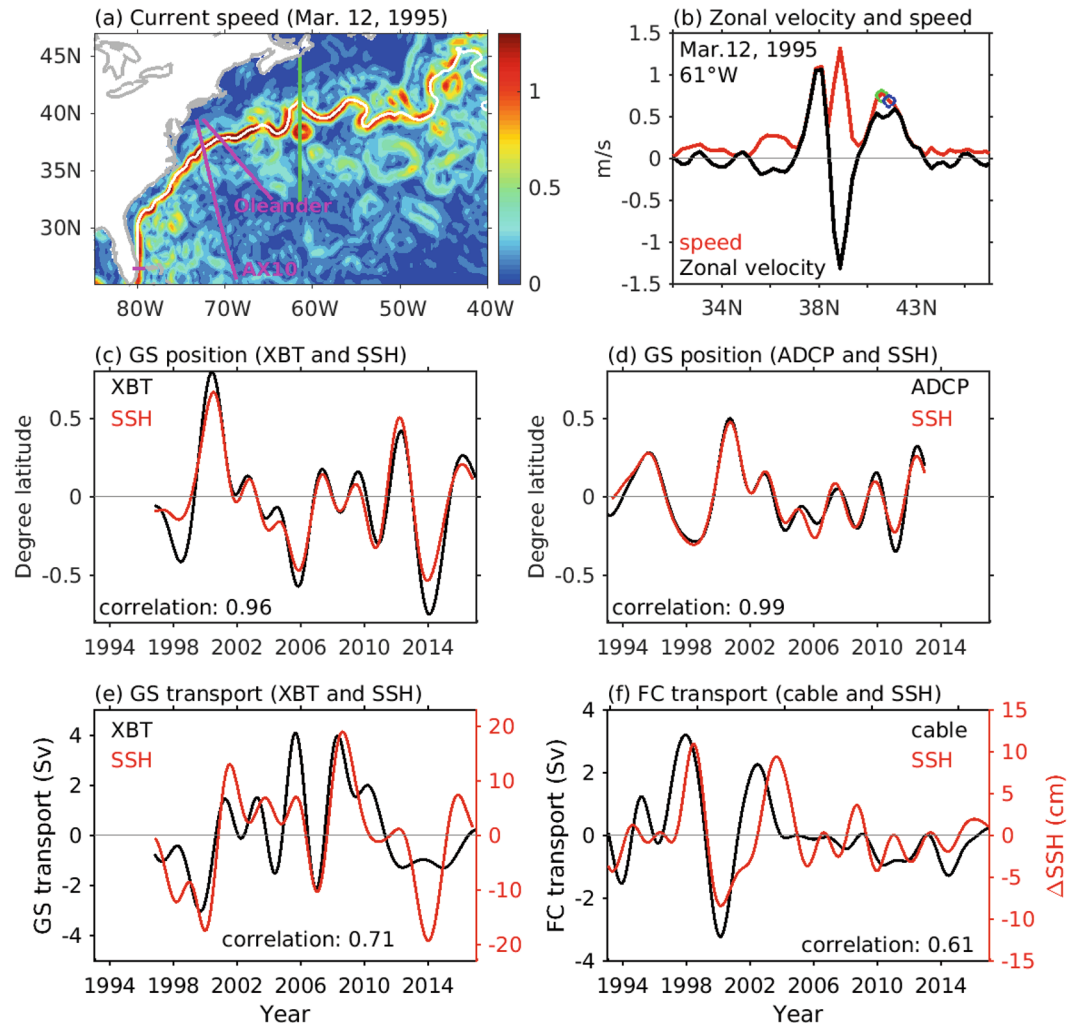 (a) Current speed (Mar. 12, 1995)
45N
40N
35N
30N
80W 70W 60W 50W 40W
1
0.5
0
Oleander
AX10
(b) Zonal velocity and speed
Mar.12, 1995
61°W
m/s
1.5
1
0.5
0
-0.5
-1
-1.5
speed
Zonal velocity
34N 38N 43N
(c) GS position (XBT and SSH)
XBT
SSH
Degree latitude
0.5
0
-0.5
correlation: 0.96
1994 1998 2002 2006 2010 2014
(d) GS position (ADCP and SSH)
ADCP
SSH
Degree latitude
0.5
0
-0.5
correlation: 0.99
1994 1998 2002 2006 2010 2014
(e) GS transport (XBT and SSH)
XBT
SSH
GS transport (Sv)
4
2
0
-2
-4
20
10
0
-10
-20
correlation: 0.71
1994 1998 2002 2006 2010 2014
Year
(f) FC transport (cable and SSH)
cable
SSH
FC transport (Sv)
4
2
0
-2
-4
15
10
5
0
-5
-10
-15
ΔSSH (cm)
correlation: 0.61
1994 1998 2002 2006 2010 2014
Year